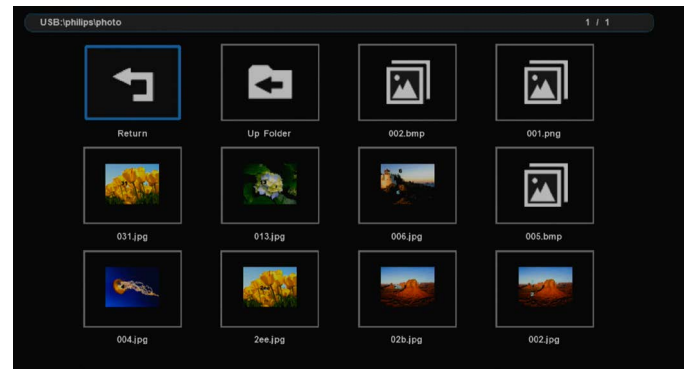 USB:\philips\photo 1 / 1
Return Up Folder 002.bmp 001.png
031.jpg 013.jpg 006.jpg 005.bmp
004.jpg 2ee.jpg 02b.jpg 002.jpg